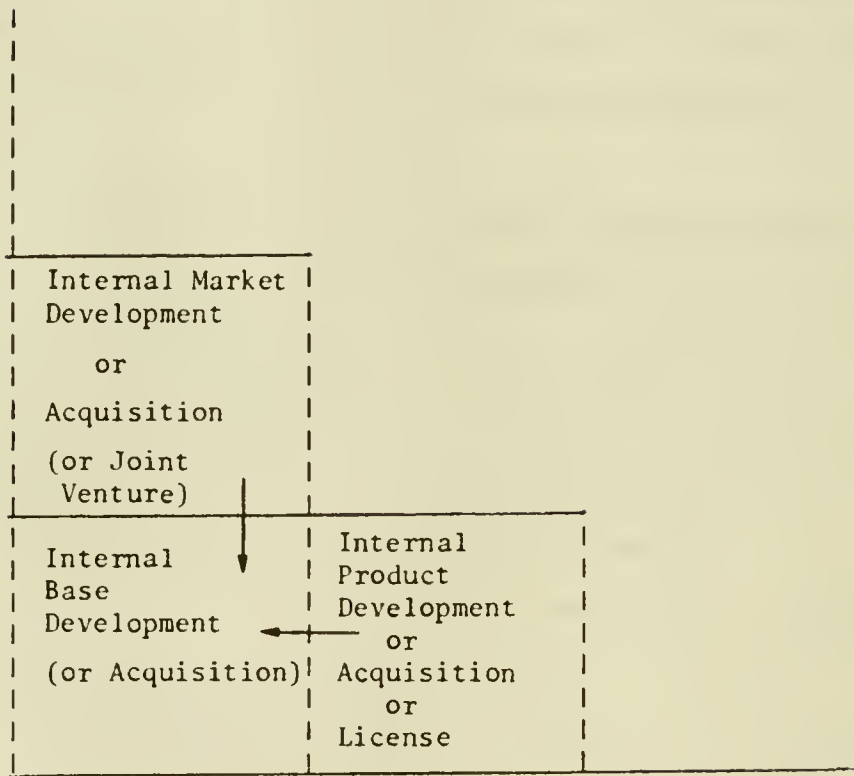 Internal Market
Development
or
Acquisition
(or Joint
Venture)
Internal
Base
Development
(or Acquisition)
Internal
Product
Development
or
Acquisition
or
License